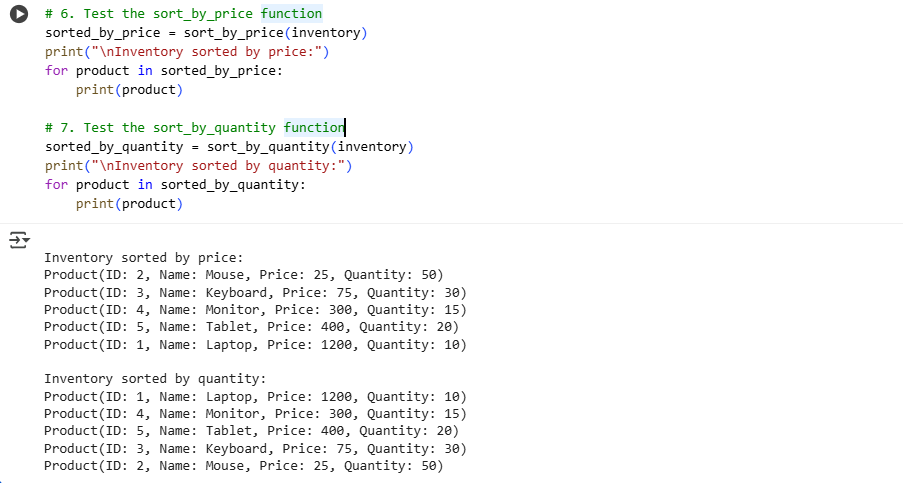 # 6. Test the sort_by_price function
sorted_by_price = sort_by_price(inventory)
print("\nInventory sorted by price:")
for product in sorted_by_price:
    print(product)

# 7. Test the sort_by_quantity function
sorted_by_quantity = sort_by_quantity(inventory)
print("\nInventory sorted by quantity:")
for product in sorted_by_quantity:
    print(product)

Inventory sorted by price:
Product(ID: 2, Name: Mouse, Price: 25, Quantity: 50)
Product(ID: 3, Name: Keyboard, Price: 75, Quantity: 30)
Product(ID: 4, Name: Monitor, Price: 300, Quantity: 15)
Product(ID: 5, Name: Tablet, Price: 400, Quantity: 20)
Product(ID: 1, Name: Laptop, Price: 1200, Quantity: 10)

Inventory sorted by quantity:
Product(ID: 1, Name: Laptop, Price: 1200, Quantity: 10)
Product(ID: 4, Name: Monitor, Price: 300, Quantity: 15)
Product(ID: 5, Name: Tablet, Price: 400, Quantity: 20)
Product(ID: 3, Name: Keyboard, Price: 75, Quantity: 30)
Product(ID: 2, Name: Mouse, Price: 25, Quantity: 50)